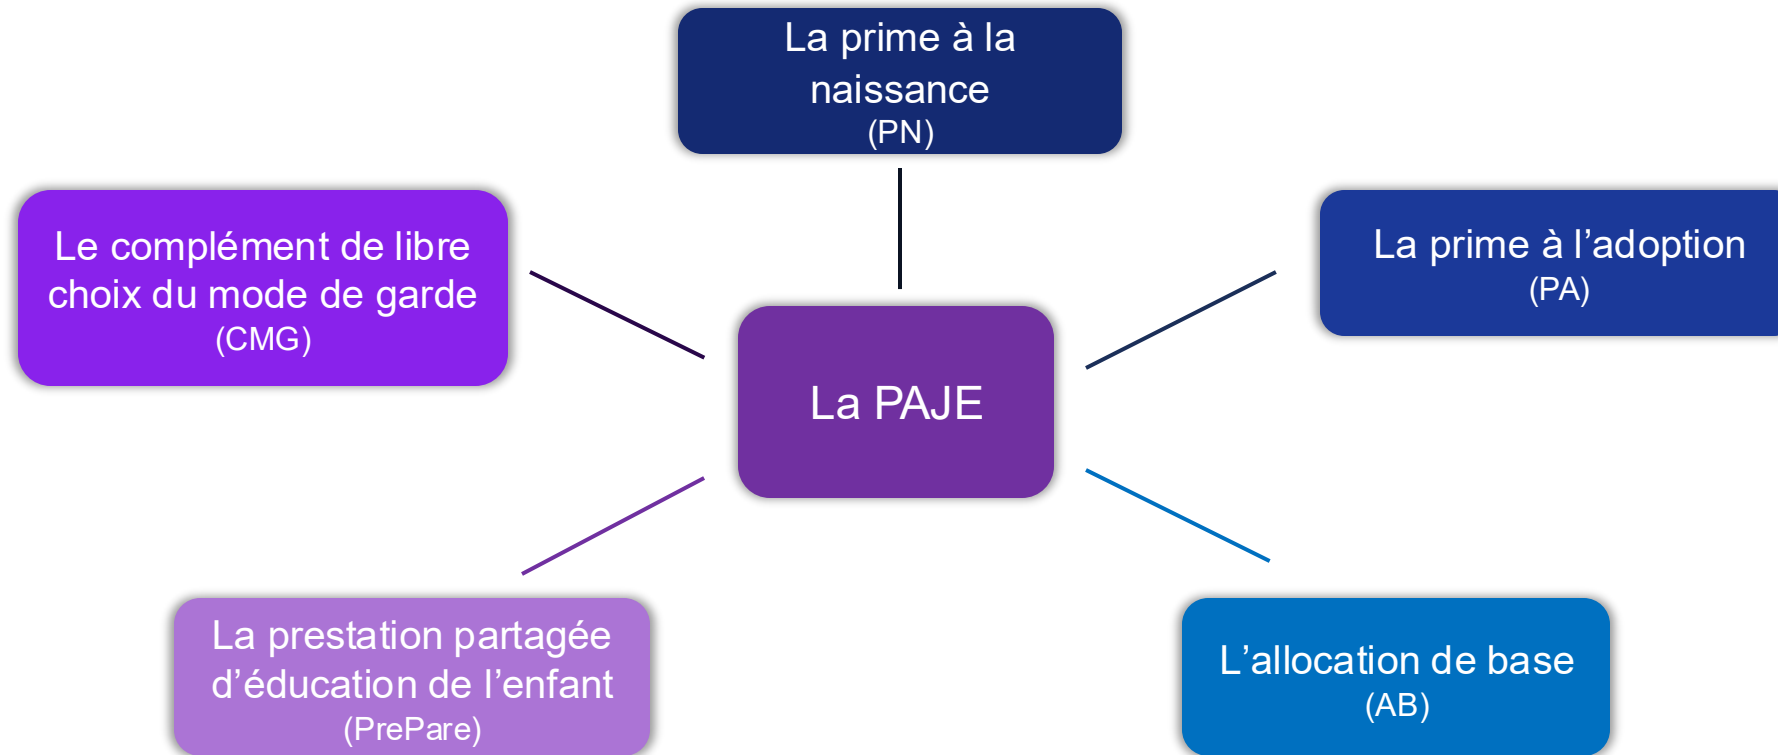 La prime à la
naissance
(PN)
Le complément de libre
choix du mode de garde
(CMG)
La prime à l’adoption
(PA)
La PAJE
La prestation partagée
d’éducation de l’enfant
(PrePare)
L’allocation de base
(AB)